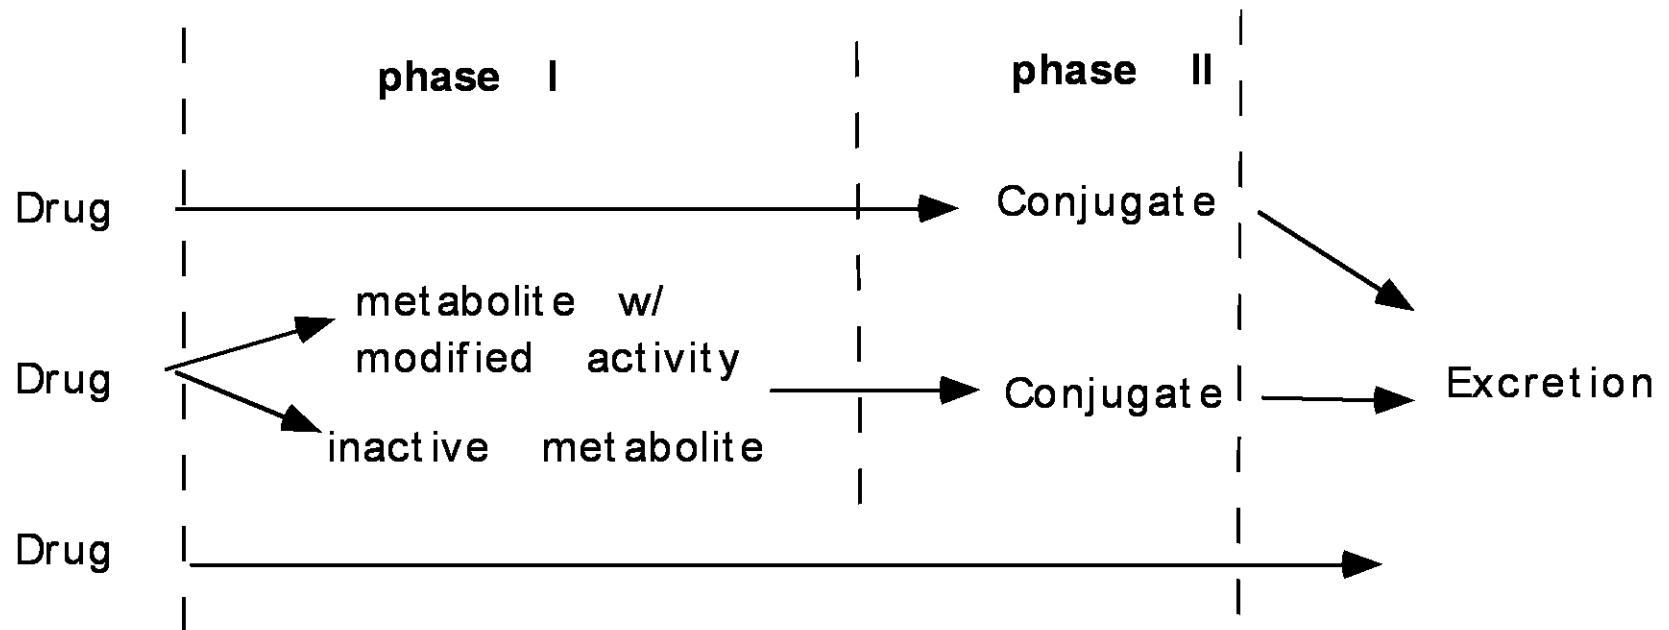 phase I
phase II
Drug
Conjugate
metabolite w/
modified activity
Drug
Conjugate
Excretion
inactive metabolite
Drug